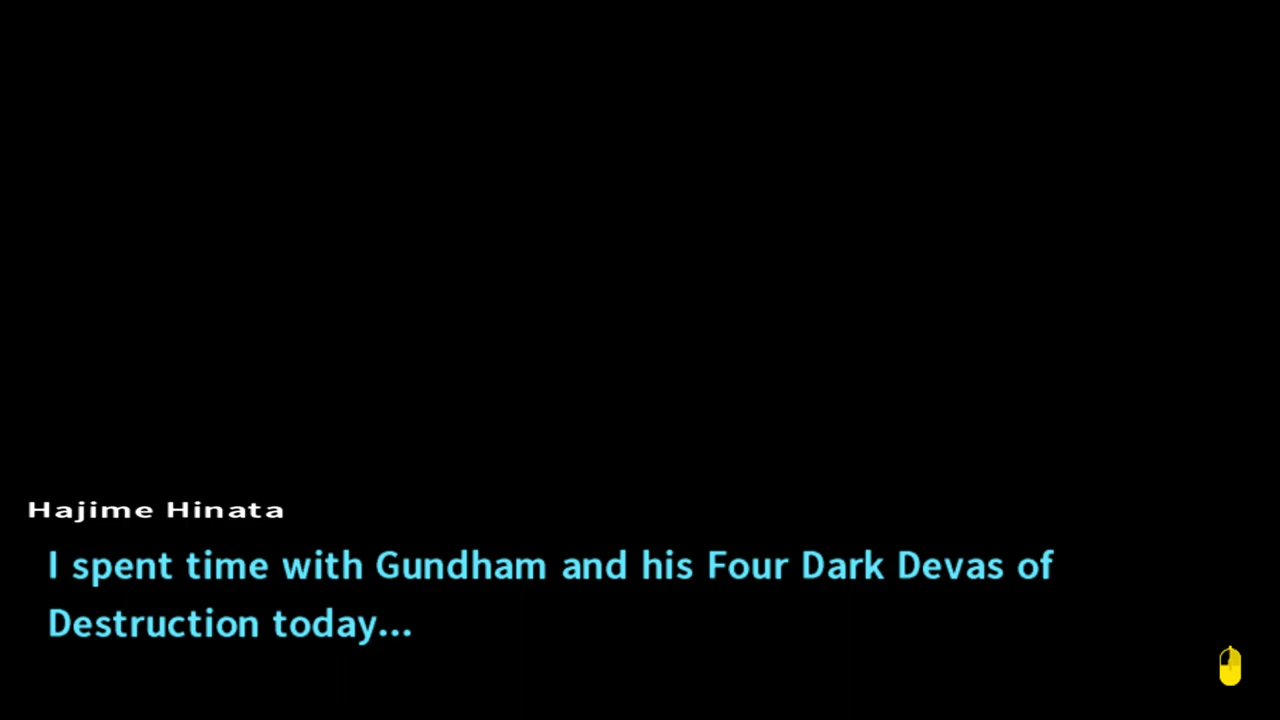 Hajime Hinata
I spent time with Gundham and his Four Dark Devas of
Destruction today...